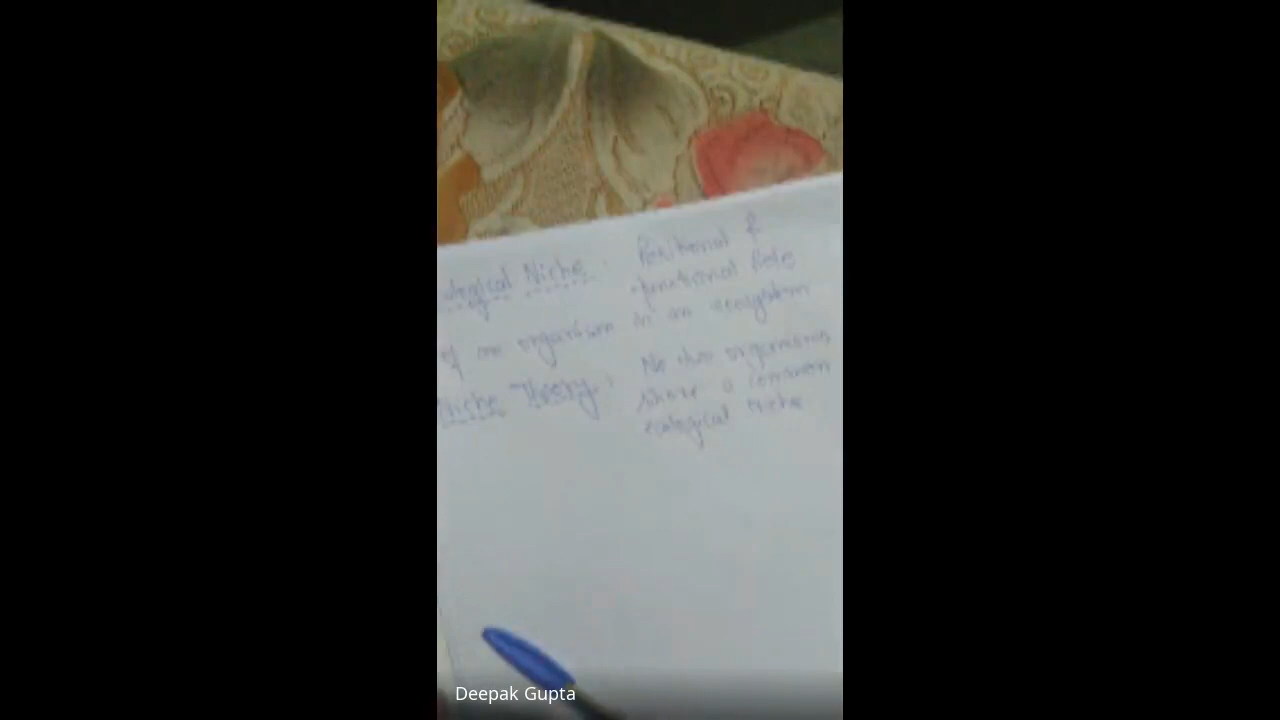 ological Niche : Positional &
functional Role
of an organism in an ecosystem
Niche Theory : No two organisms
share a common
ecological niche
Deepak Gupta